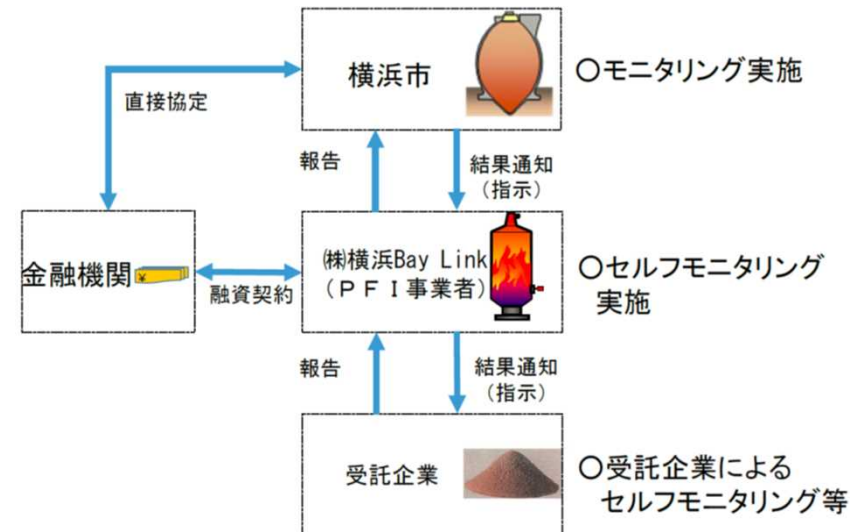 横浜市
〇モニタリング実施
直接協定
報告
結果通知
(指示)
金融機関
¥
融資契約
㈱横浜Bay Link
(PFI事業者)
〇セルフモニタリング
実施
報告
結果通知
(指示)
受託企業
〇受託企業による
セルフモニタリング等